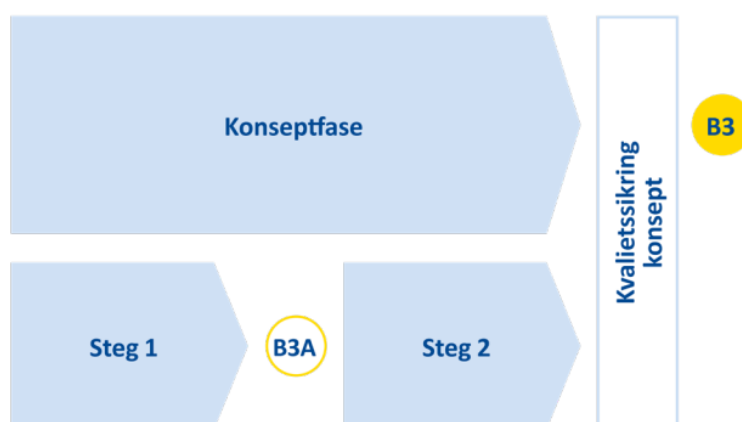 Konseptfase
Kvalietssikring
konsept
B3
Steg 1
B3A
Steg 2